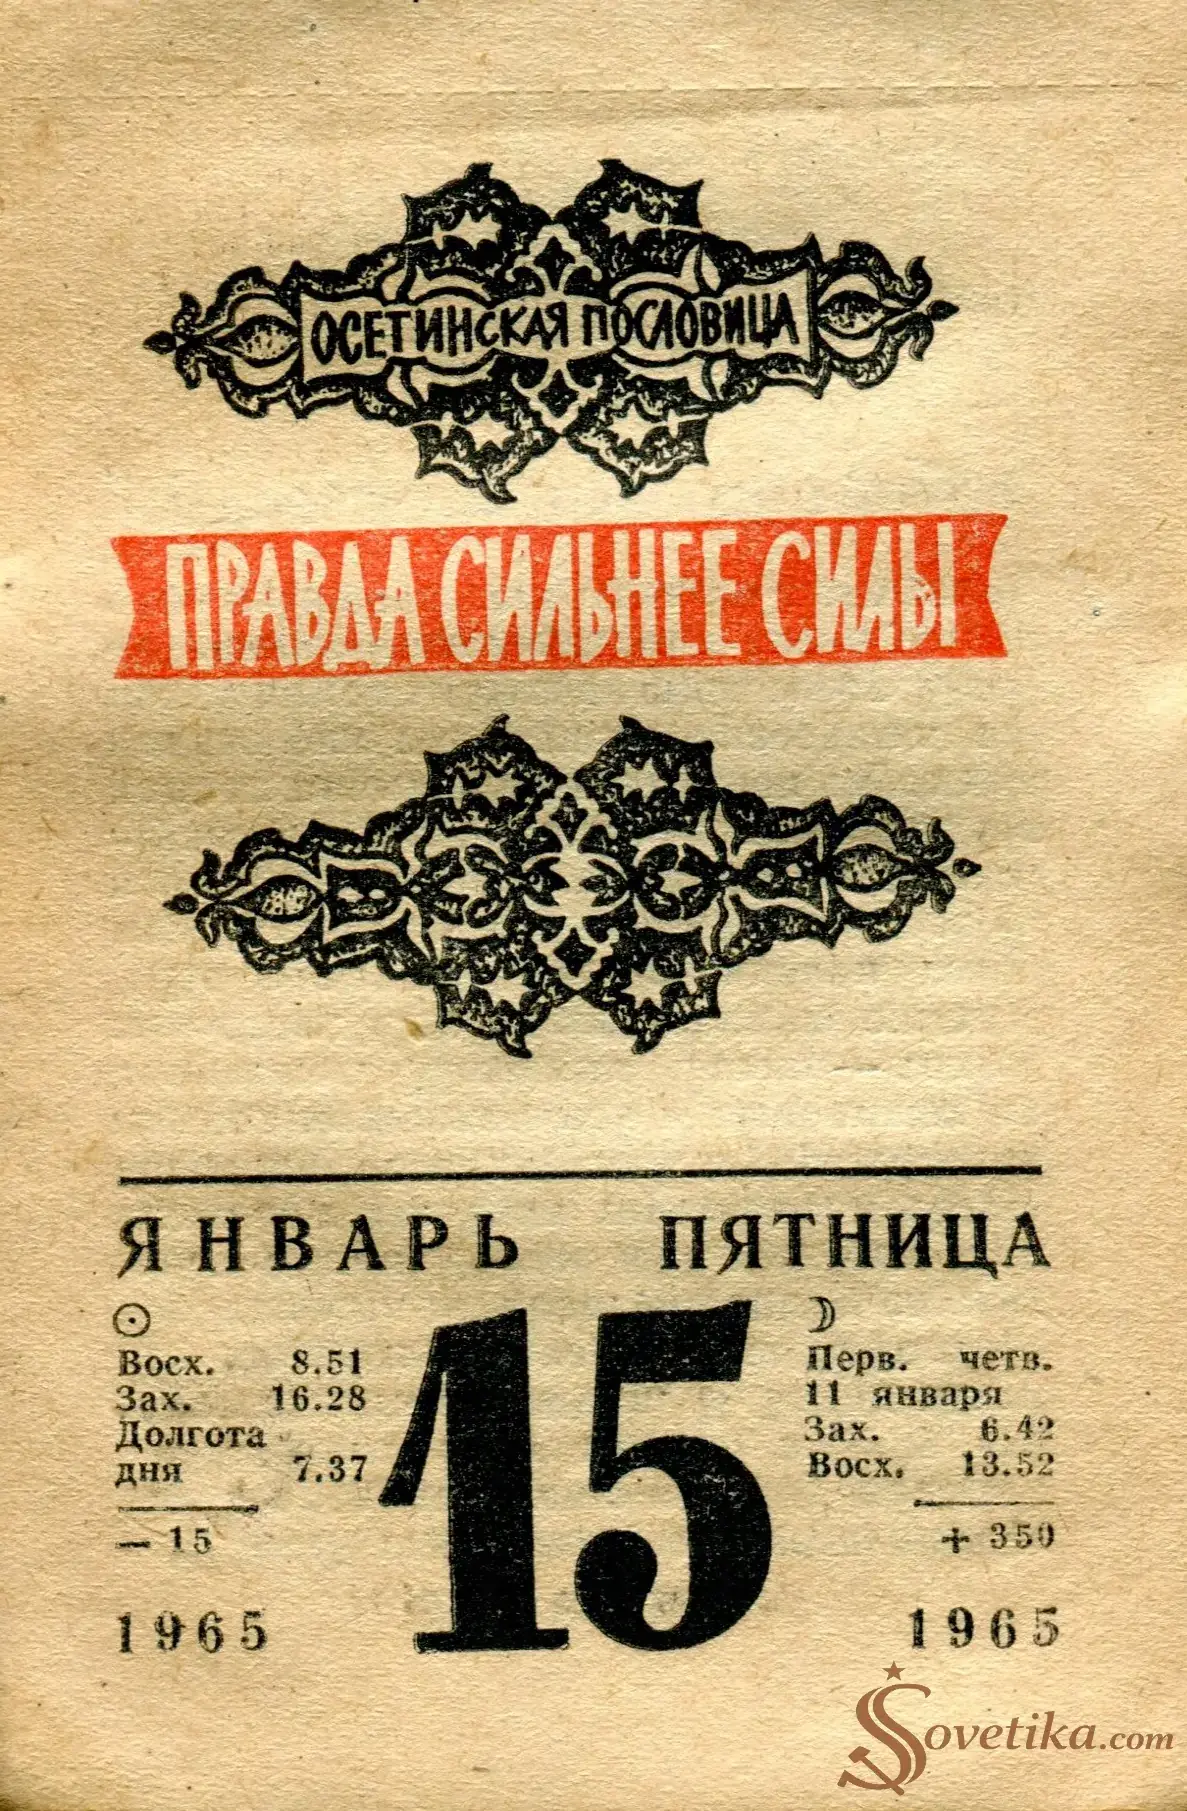 ОСЕТИНСКАЯ ПОСЛОВИЦА
ПРАВДА СИЛЬНЕЕ СИЛЫ
ЯНВАРЬ ПЯТНИЦА
Восх. 8.51
Зах. 16.28
Долгота
дня 7.37
— 15
1965
15
Перв. четв.
11 января
Зах. 6.42
Восх. 13.52
+ 350
1965
Sovetika.com